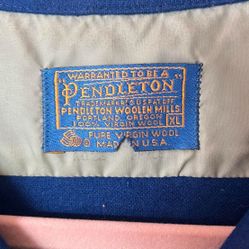 WARRANTED TO BE A
"PENDLETON"
TRADEMARK® U.S. PAT. OFF.
PENDLETON WOOLEN MILLS
PORTLAND, OREGON
100% VIRGIN WOOL XL
PURE VIRGIN WOOL
MADE IN U.S.A.